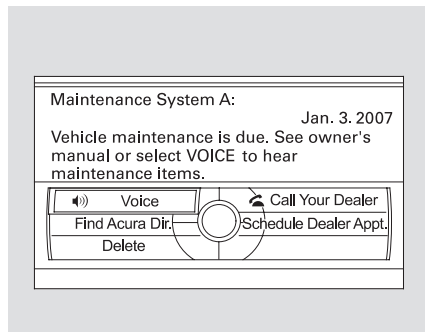 Maintenance System A:
Jan. 3. 2007
Vehicle maintenance is due. See owner's
manual or select VOICE to hear
maintenance items.
Voice
Call Your Dealer
Find Acura Dir.
Schedule Dealer Appt.
Delete